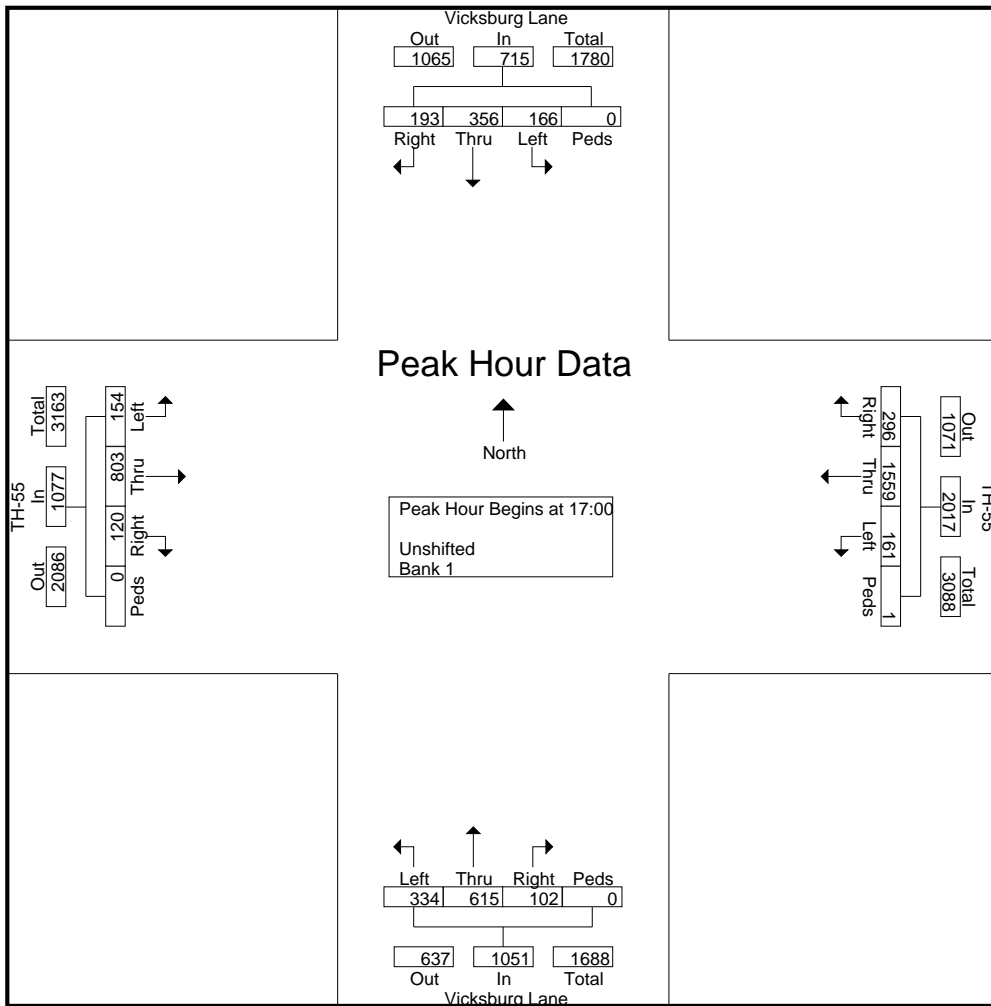 Vicksburg Lane
Out In Total
1065 715 1780
193 356 166 0
Right Thru Left Peds
Peak Hour Data
North
Peak Hour Begins at 17:00
Unshifted
Bank 1
TH-55
Total In Out
3163 1077 2086
154 803 120 0
Left Thru Right Peds
TH-55
Out In Total
1071 2017 3088
296 1559 161 1
Right Thru Left Peds
Left Thru Right Peds
334 615 102 0
637 1051 1688
Out In Total
Vicksburg Lane